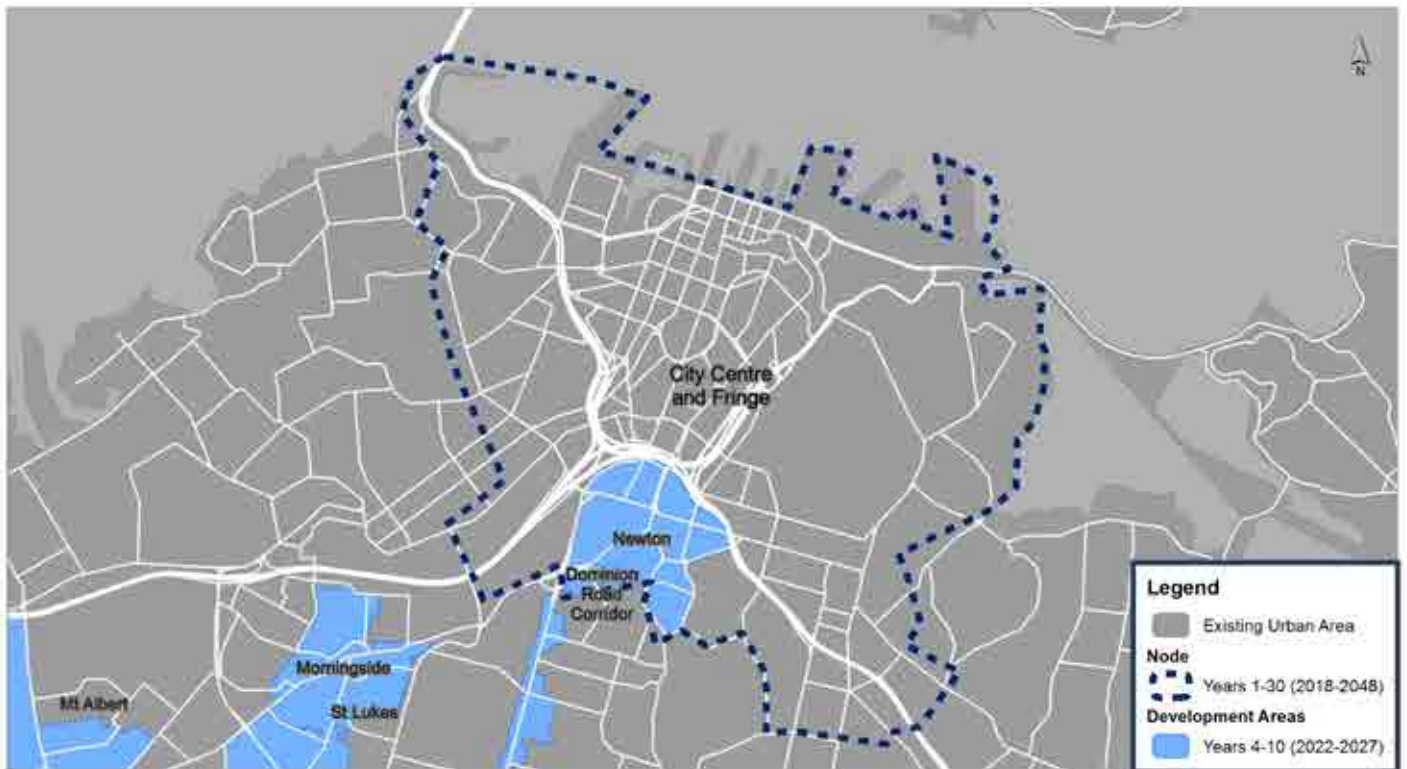 N
City Centre
and Fringe
Newton
Dominion
Road
Corridor
Morningside
St Lukes
Mt Albert
Legend
Existing Urban Area
Node
Years 1-30 (2018-2048)
Development Areas
Years 4-10 (2022-2027)